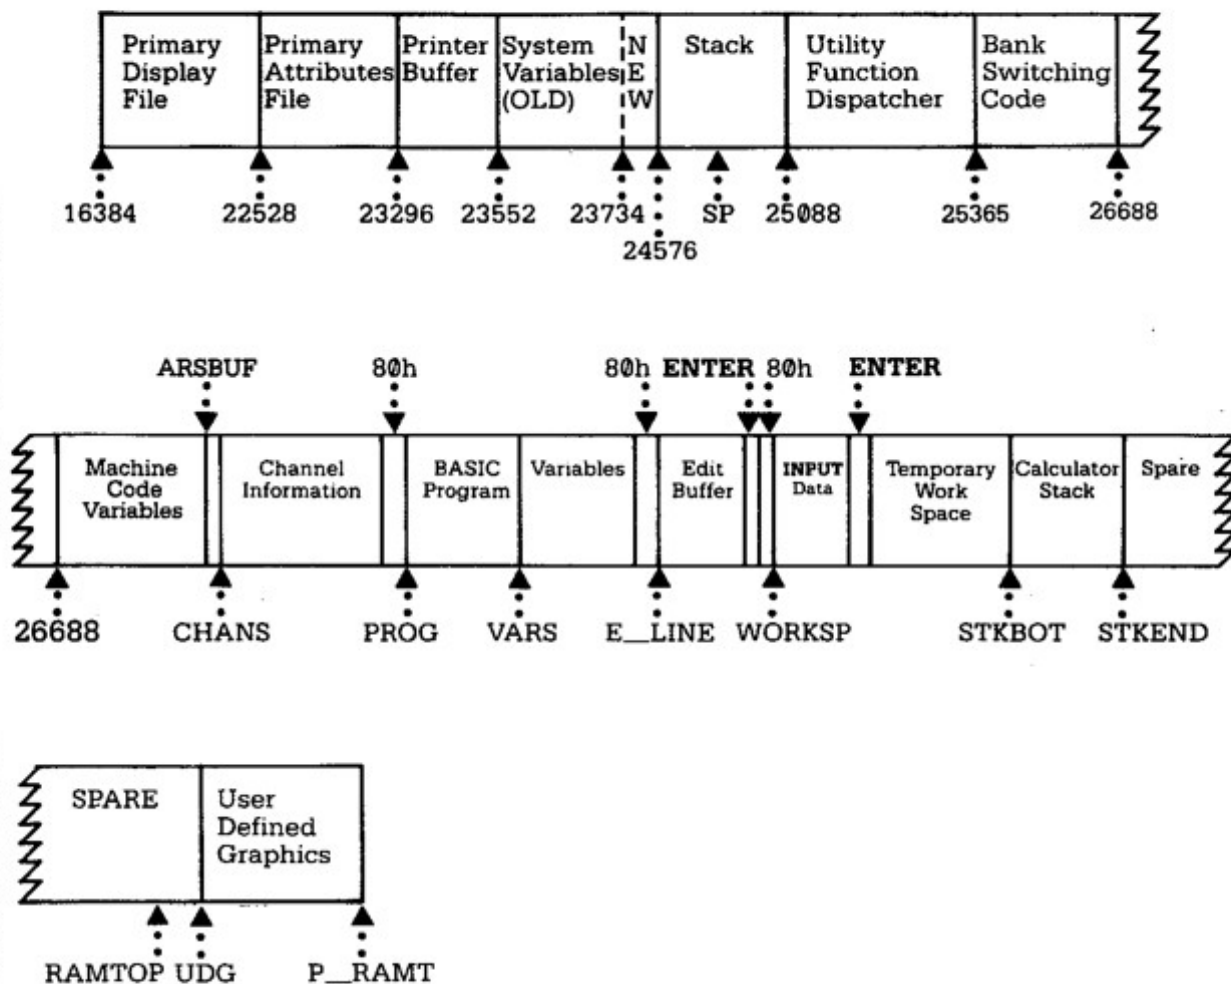 Primary Display File
Primary Attributes File
Printer Buffer
System Variables (OLD)
NEW
Stack
Utility Function Dispatcher
Bank Switching Code
16384
22528
23296
23552
23734
24576
SP
25088
25365
26688
ARSBUF
80h
80h
ENTER
80h
ENTER
Machine Code Variables
Channel Information
BASIC Program
Variables
Edit Buffer
INPUT Data
Temporary Work Space
Calculator Stack
Spare
26688
CHANS
PROG
VARS
E__LINE
WORKSP
STKBOT
STKEND
SPARE
User Defined Graphics
RAMTOP
UDG
P__RAMT